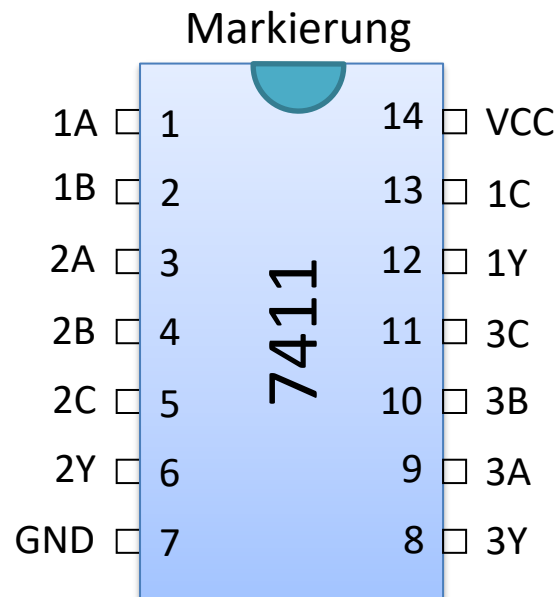 Markierung
1A 1 14 VCC
1B 2 13 1C
2A 3 12 1Y
2B 4 11 3C
2C 5 10 3B
2Y 6 9 3A
GND 7 8 3Y
7411